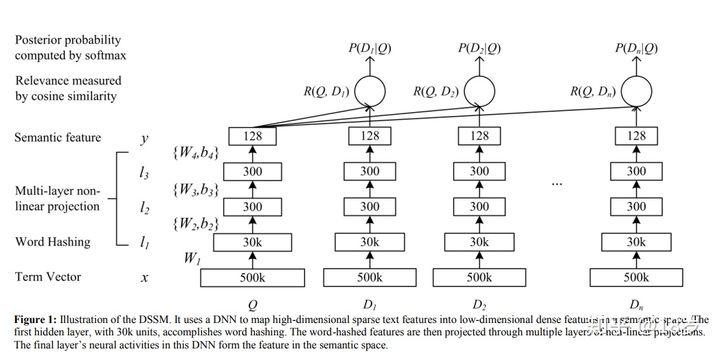 Posterior probability
computed by softmax
P(D₁|Q) P(D₂|Q) P(Dₙ|Q)
Relevance measured
by cosine similarity
R(Q, D₁) R(Q, D₂) R(Q, Dₙ)
Semantic feature y 128 128 128 128
{W₄,b₄}
l₃ 300 300 300 300
Multi-layer non-
linear projection
{W₃,b₃}
...
l₂ 300 300 300 300
{W₂,b₂}
Word Hashing l₁ 30k 30k 30k 30k
W₁
Term Vector x 500k 500k 500k 500k
Q D₁ D₂ Dₙ
Figure 1: Illustration of the DSSM. It uses a DNN to map high-dimensional sparse text features into low-dimensional dense features in a semantic space. The
first hidden layer, with 30k units, accomplishes word hashing. The word-hashed features are then projected through multiple layers of non-linear projections.
The final layer's neural activities in this DNN form the feature in the semantic space.